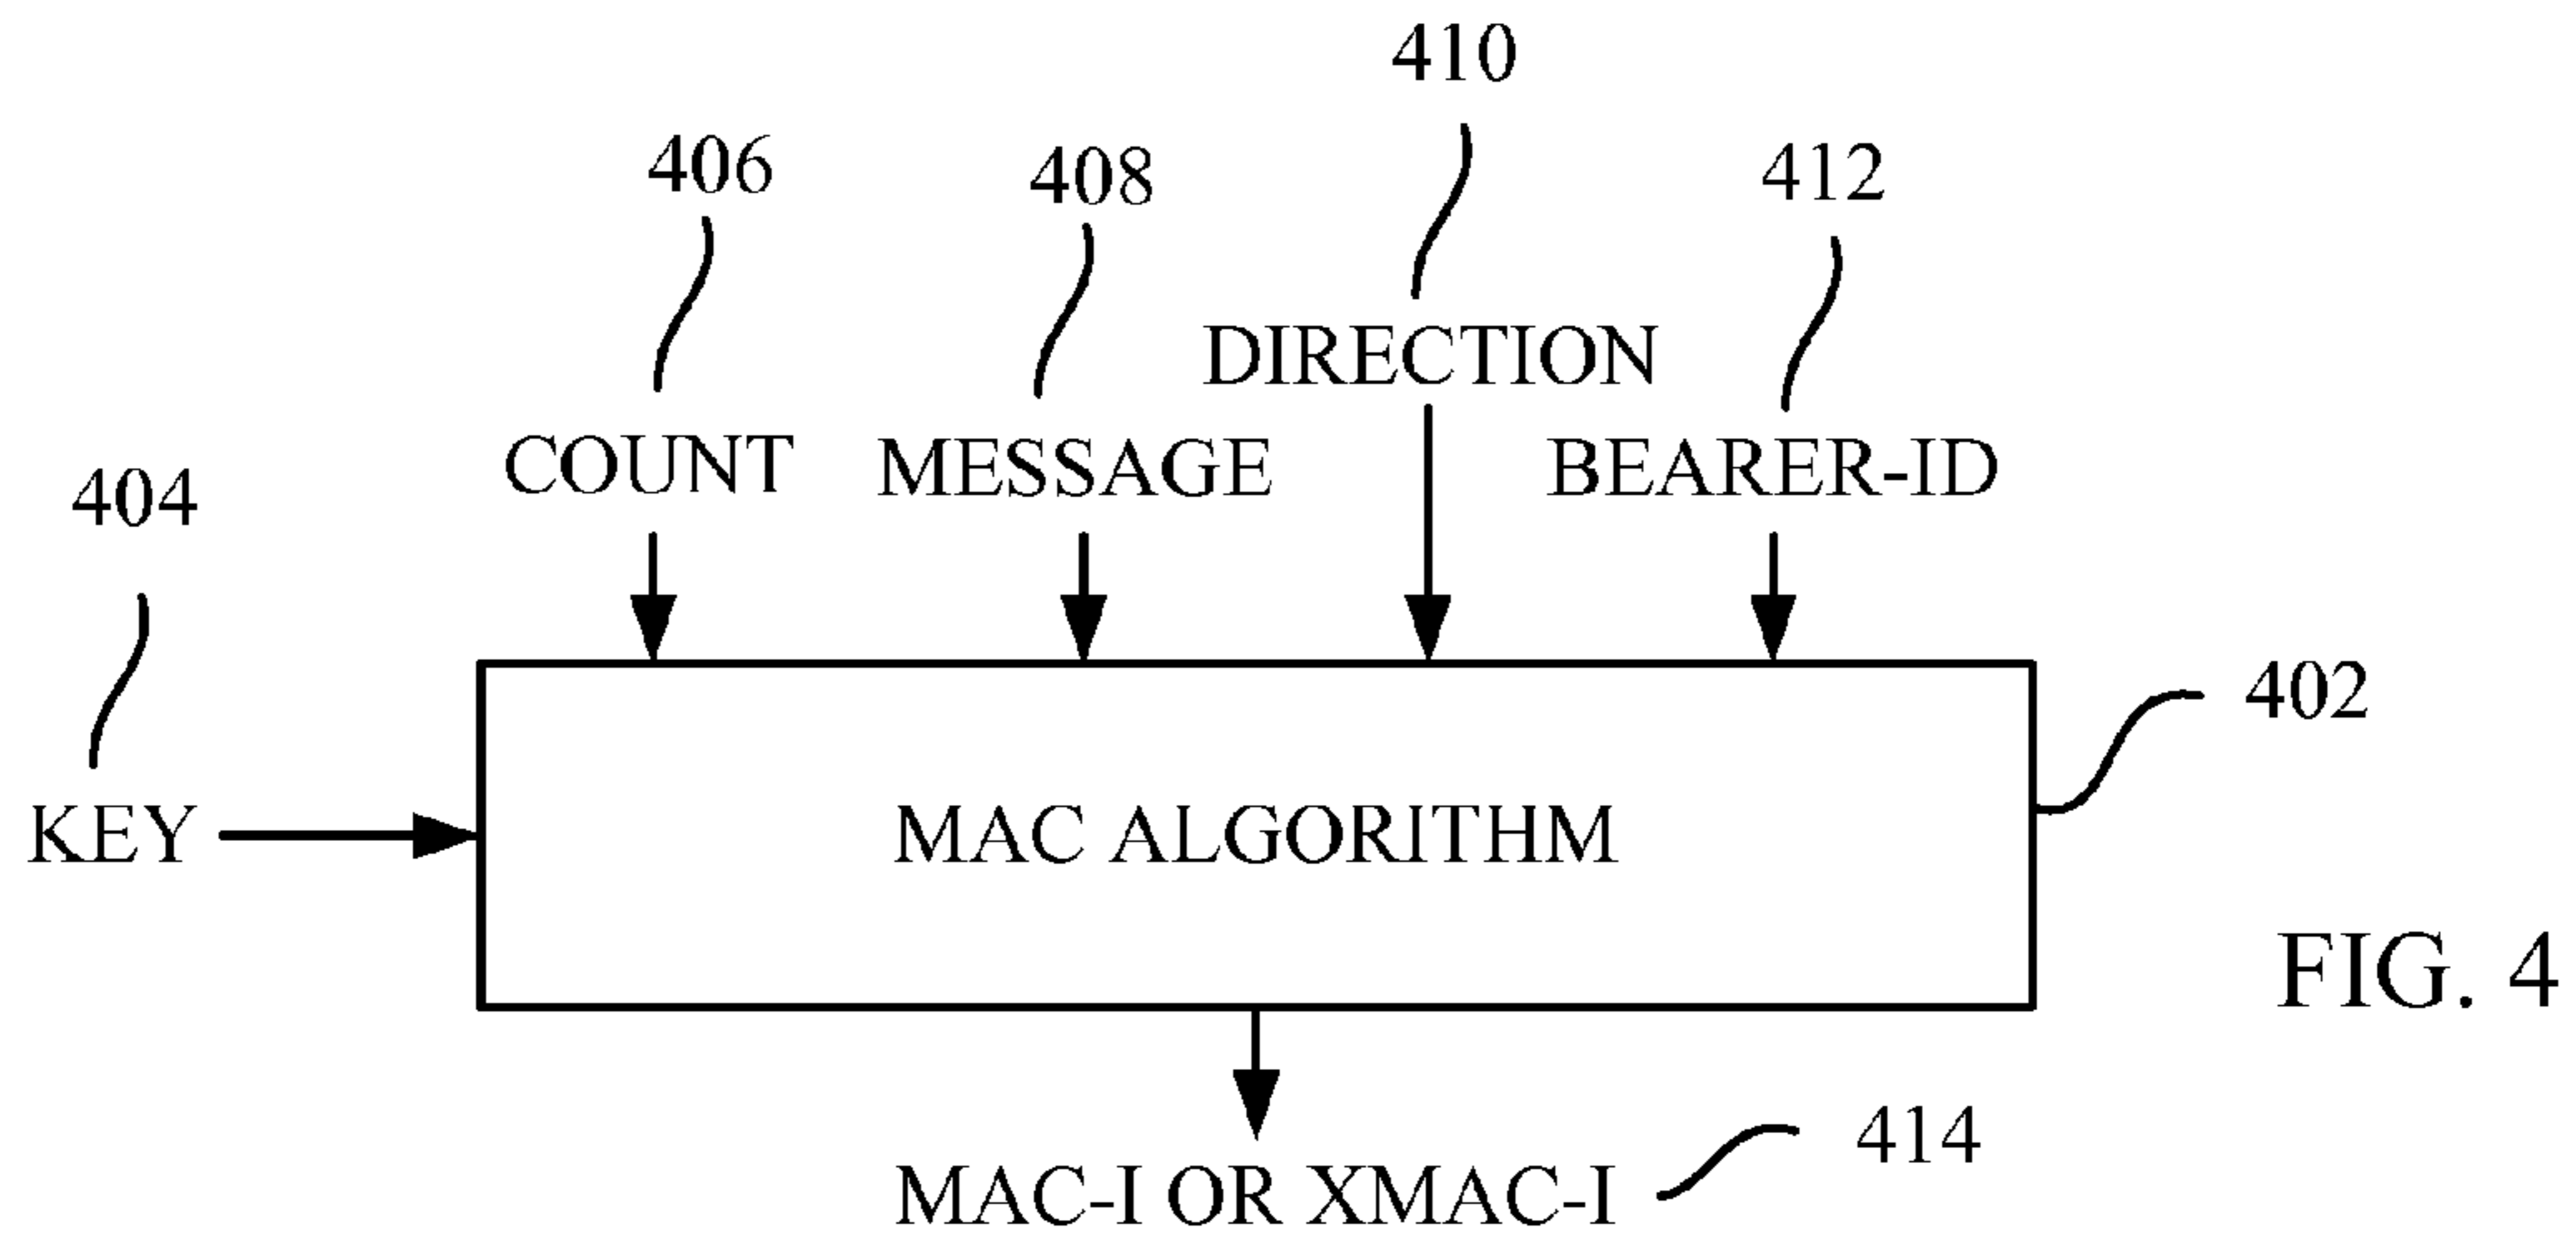 410
406
408
412
DIRECTION
COUNT
MESSAGE
BEARER-ID
404
402
KEY
MAC ALGORITHM
FIG. 4
414
MAC-I OR XMAC-I